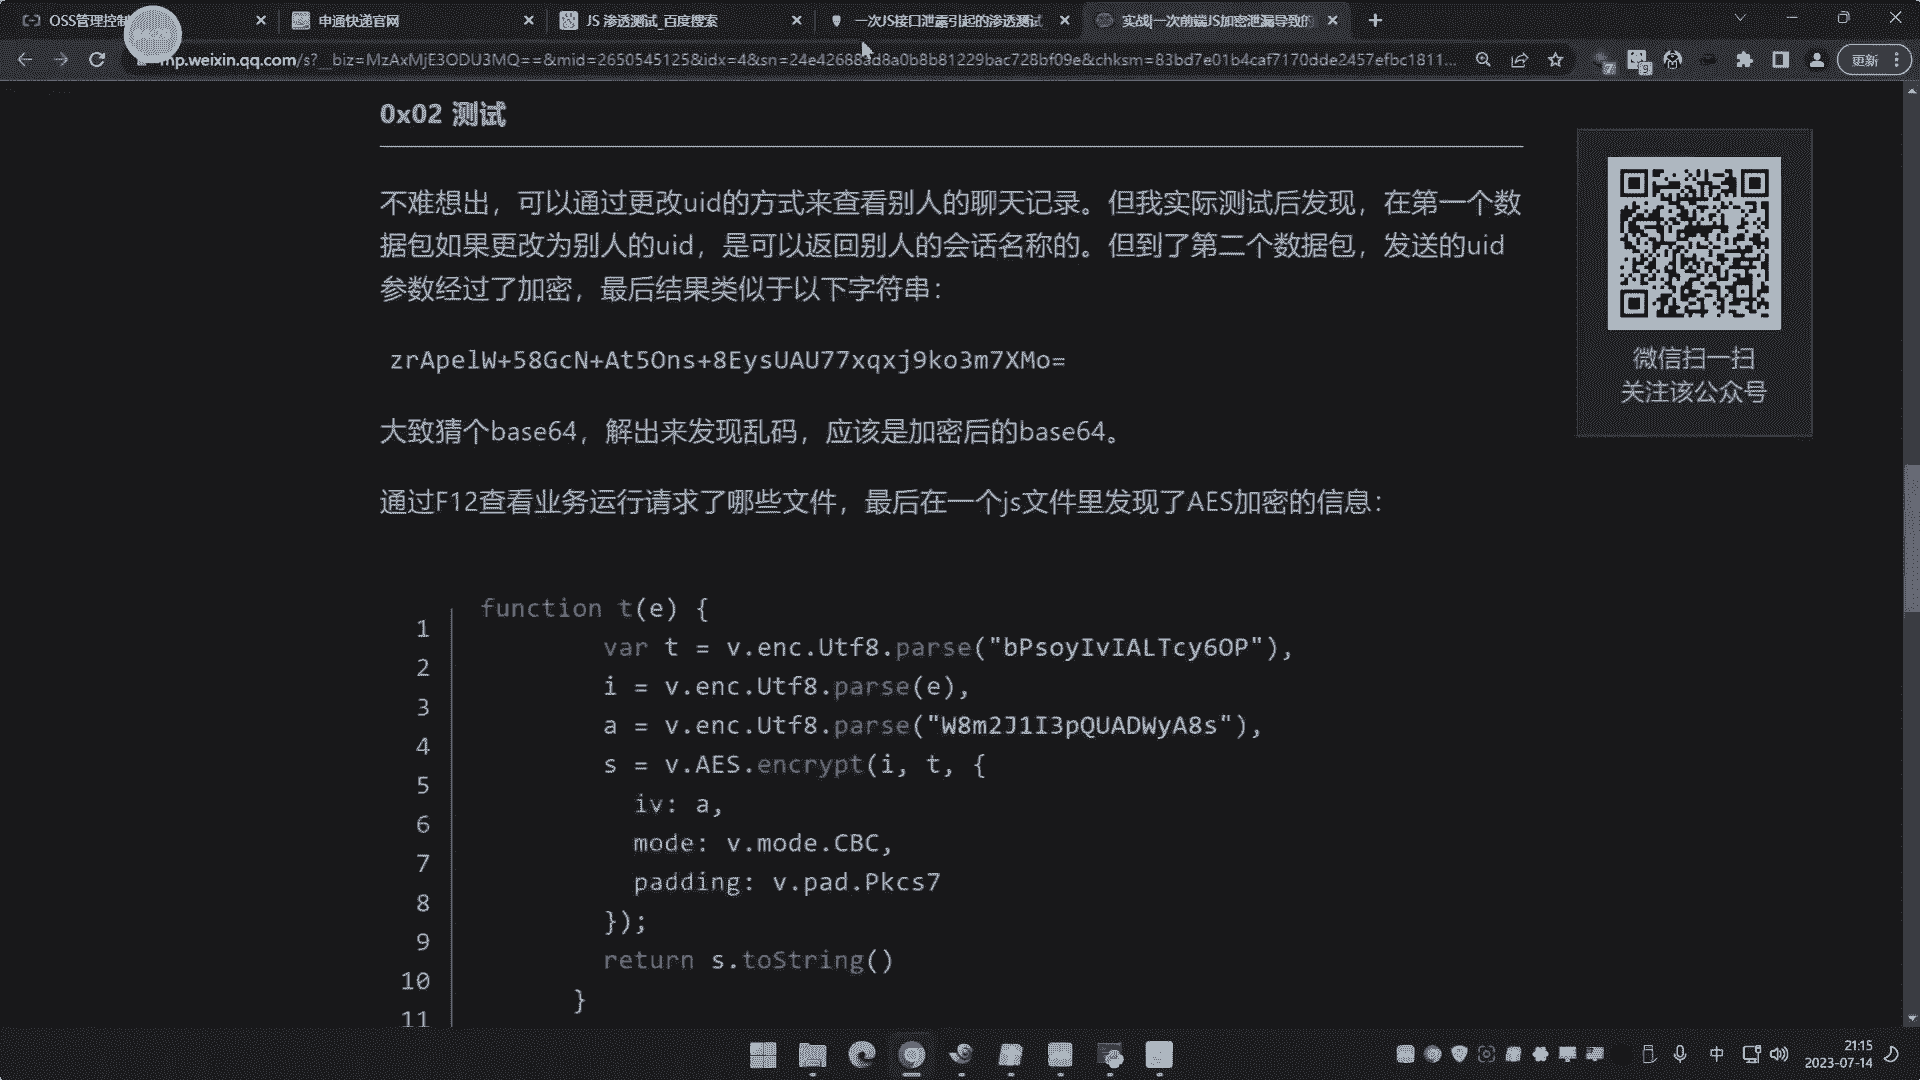 OSS管理控制
申通快递官网
JS 渗透测试_百度搜索
一次JS接口泄露引起的渗透测试
实战|一次前端JS加密泄漏导致的
mp.weixin.qq.com/s?__biz=MzAxMjE3ODU3MQ==&mid=2650545125&idx=4&sn=24e42688ad8a0b8b81229bac728bf09e&chksm=83bd7e01b4caf7170dde2457efbc1811...
7
9
更新
0x02 测试
不难想出，可以通过更改uid的方式来查看别人的聊天记录。但我实际测试后发现，在第一个数
据包如果更改为别人的uid，是可以返回别人的会话名称的。但到了第二个数据包，发送的uid
参数经过了加密，最后结果类似于以下字符串：
zrApelW+58GcN+At5Ons+8EysUAU77xqxj9ko3m7XMo=
大致猜个base64，解出来发现乱码，应该是加密后的base64。
通过F12查看业务运行请求了哪些文件，最后在一个js文件里发现了AES加密的信息：
微信扫一扫
关注该公众号
1 function t(e) {
2 var t = v.enc.Utf8.parse("bPsoyIvIALTcy6OP"),
3 i = v.enc.Utf8.parse(e),
4 a = v.enc.Utf8.parse("W8m2J1I3pQUADWyA8s"),
5 s = v.AES.encrypt(i, t, {
6 iv: a,
7 mode: v.mode.CBC,
8 padding: v.pad.Pkcs7
9 });
10 return s.toString()
11 }
中
21:15
2023-07-14